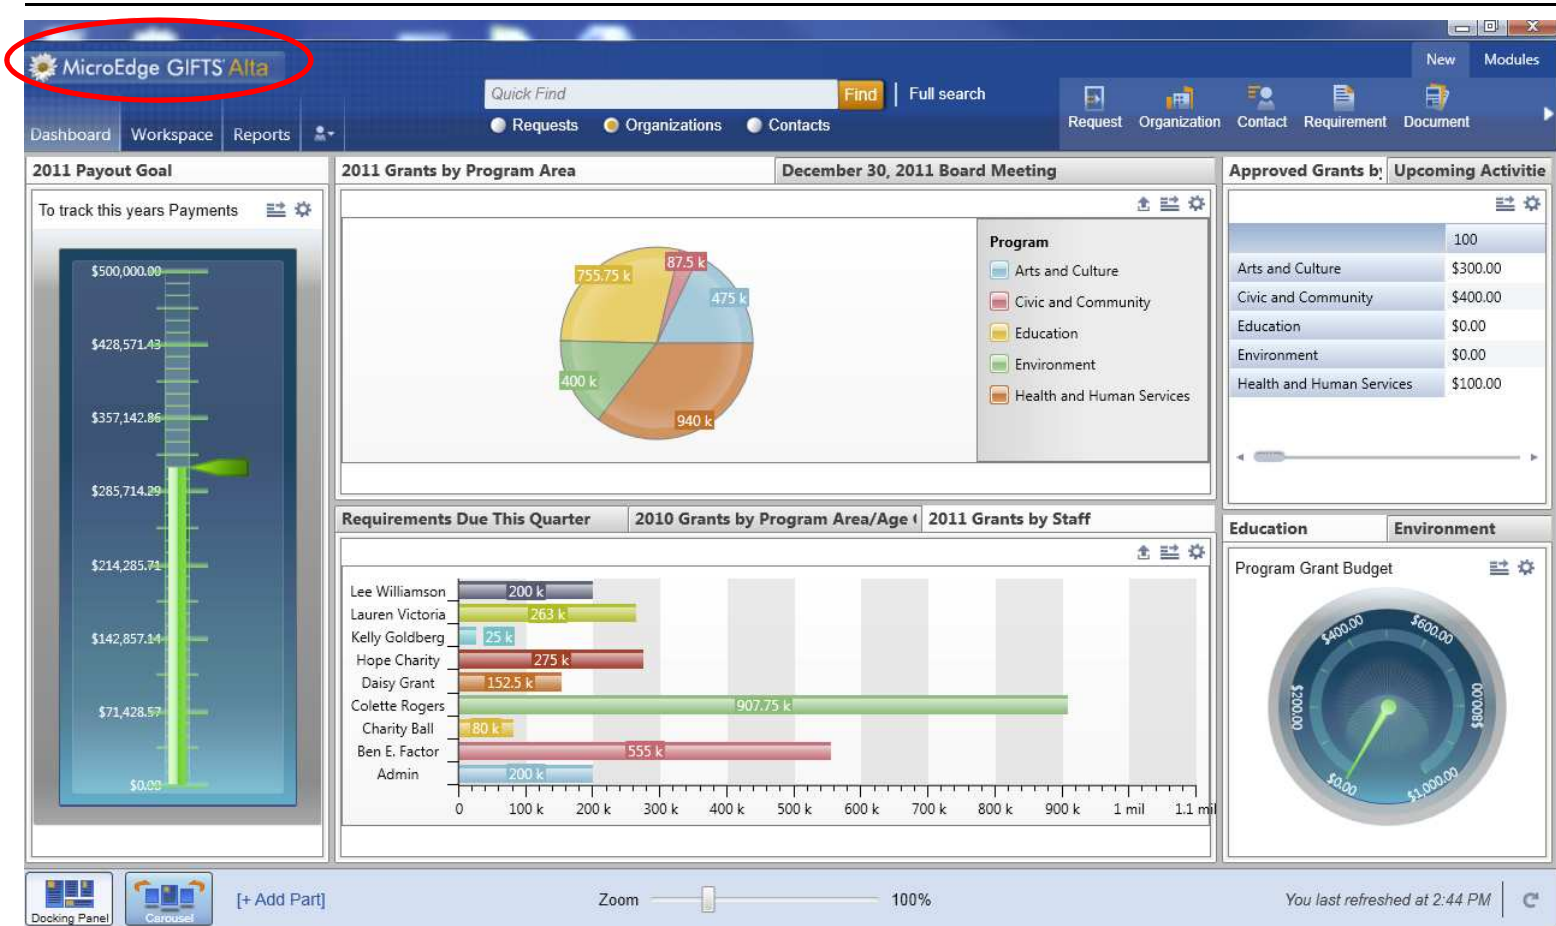 MicroEdge GIFTS Alta
New Modules
Quick Find Find Full search
Requests Organizations Contacts
Request Organization Contact Requirement Document
Dashboard Workspace Reports
2011 Payout Goal
To track this years Payments
$500,000.00
$428,571.43
$357,142.86
$285,714.29
$214,285.71
$142,857.14
$71,428.57
$0.00
2011 Grants by Program Area December 30, 2011 Board Meeting
755.75 k
87.5 k
475 k
400 k
940 k
Program
Arts and Culture
Civic and Community
Education
Environment
Health and Human Services
Requirements Due This Quarter 2010 Grants by Program Area/Age 2011 Grants by Staff
Lee Williamson 200 k
Lauren Victoria 263 k
Kelly Goldberg 25 k
Hope Charity 275 k
Daisy Grant 152.5 k
Colette Rogers 907.75 k
Charity Ball 80 k
Ben E. Factor 555 k
Admin 200 k
0 100 k 200 k 300 k 400 k 500 k 600 k 700 k 800 k 900 k 1 mil 1.1 mil
Approved Grants by Upcoming Activitie
100
Arts and Culture $300.00
Civic and Community $400.00
Education $0.00
Environment $0.00
Health and Human Services $100.00
Education Environment
Program Grant Budget
$400.00 $600.00
$200.00 $800.00
$0.00 $1,000.00
Docking Panel Carousel [+ Add Part] Zoom 100% You last refreshed at 2:44 PM